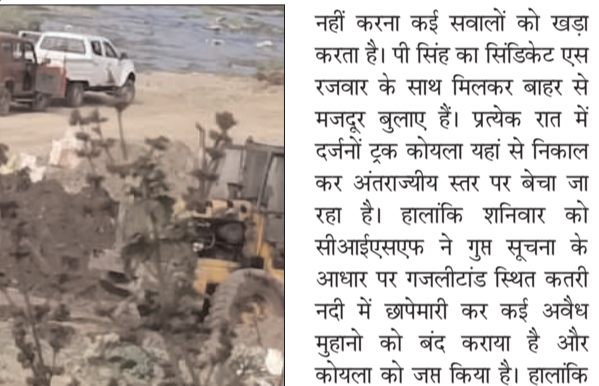 नहीं करना कई सवालों को खड़ा
करता है। पी सिंह का सिंडिकेट एस
रजवार के साथ मिलकर बाहर से
मजदूर बुलाए हैं। प्रत्येक रात में
दर्जनों ट्रक कोयला यहां से निकाल
कर अंतराज्यीय स्तर पर बेचा जा
रहा है। हालांकि शनिवार को
सीआईएसएफ ने गुप्त सूचना के
आधार पर गजलीटांड स्थित कतरी
नदी में छापेमारी कर कई अवैध
मुहानो को बंद कराया है और
कोयला को जप्त किया है। हालांकि